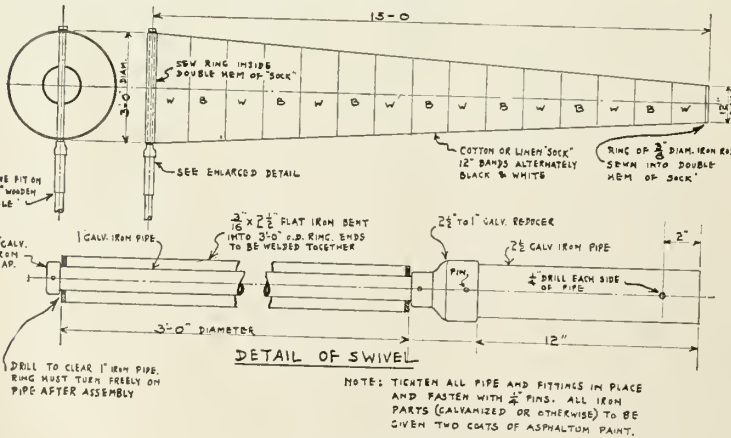 15-0
SEW RING INSIDE
DOUBLE HEM OF "SOCK"
3'-0" DIAM.
W B W B W B W B W B W B W B W
SEE ENLARGED DETAIL
COTTON OR LINEN "SOCK"
12" BANDS ALTERNATELY
BLACK & WHITE
RING OF 3/8" DIAM. IRON
SEWN INTO DOUBLE
HEM OF SOCK"
FIT ON
WOODEN
GALV.
1" GALV. IRON PIPE
3/16 x 2 1/2" FLAT IRON BENT
INTO 3'-0" O.D. RING. ENDS
TO BE WELDED TOGETHER
2 1/2" TO 1" GALV. REDUCER
2 1/2 GALV IRON PIPE
2"
PIN.
1/4" DRILL EACH SIDE
OF PIPE
3'-0" DIAMETER
12"
DETAIL OF SWIVEL
DRILL TO CLEAR 1" IRON PIPE.
RING MUST TURN FREELY ON
PIPE AFTER ASSEMBLY
NOTE: TIGHTEN ALL PIPE AND FITTINGS IN PLACE
AND FASTEN WITH 1/4" PINS. ALL IRON
PARTS (GALVANIZED OR OTHERWISE) TO BE
GIVEN TWO COATS OF ASPHALTUM PAINT.